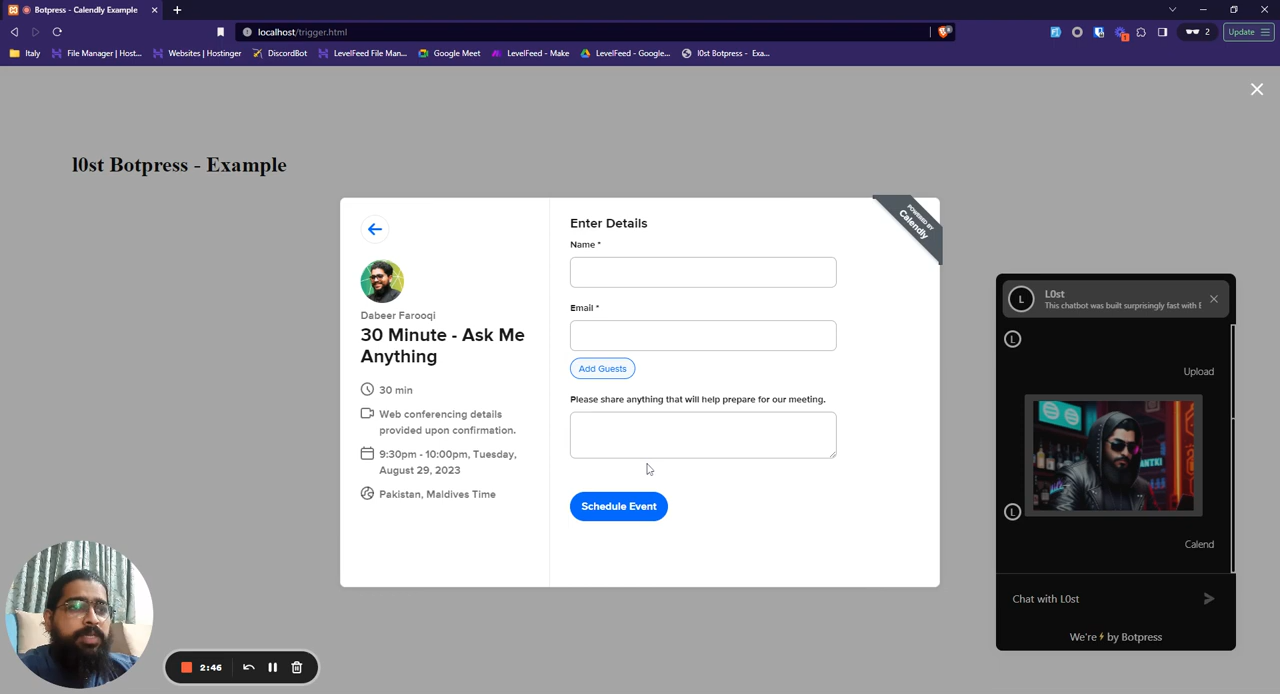 Botpress - Calendly Example
localhost/trigger.html
2
Update
Italy
File Manager | Host...
Websites | Hostinger
DiscordBot
LevelFeed File Man...
Google Meet
LevelFeed - Make
LevelFeed - Google...
l0st Botpress - Exa...
l0st Botpress - Example
POWERED BY
Calendly
Enter Details
Name *
Email *
Add Guests
Please share anything that will help prepare for our meeting.
Schedule Event
Dabeer Farooqi
30 Minute - Ask Me
Anything
30 min
Web conferencing details
provided upon confirmation.
9:30pm - 10:00pm, Tuesday,
August 29, 2023
Pakistan, Maldives Time
L
L0st
This chatbot was built surprisingly fast with
L
Upload
L
Calend
Chat with L0st
We're ⚡ by Botpress
2:46